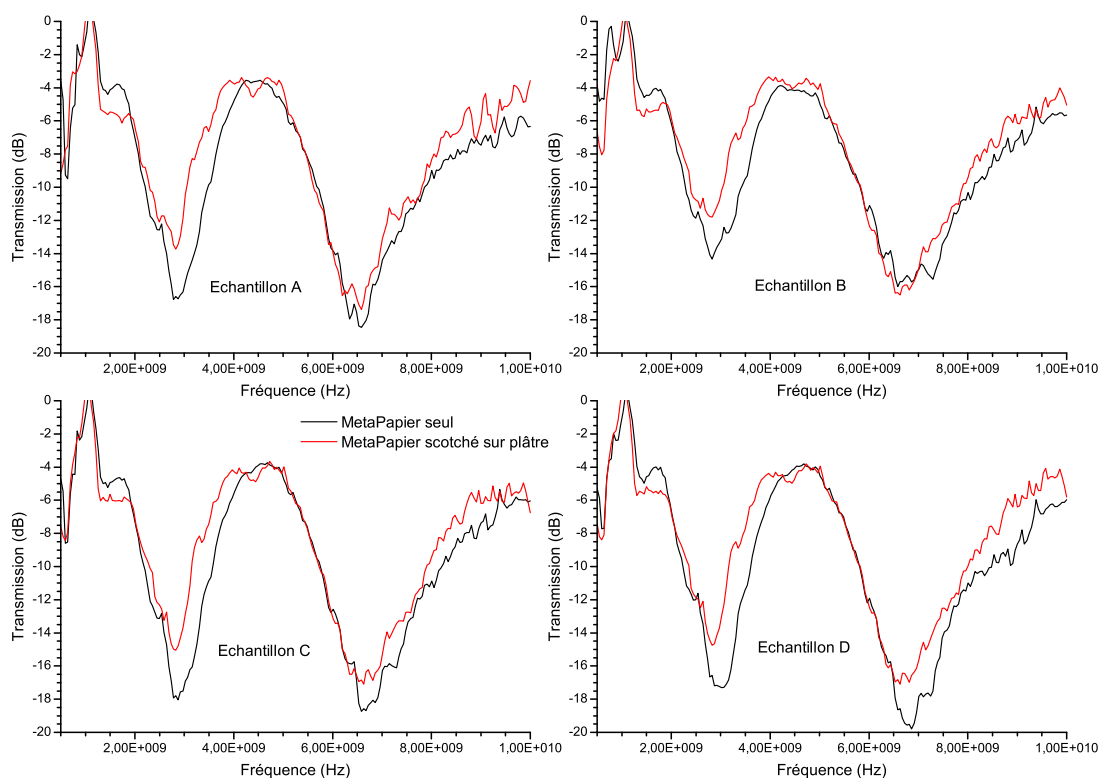 0
-2
-4
-6
-8
-10
-12
-14
-16
-18
-20
Transmission (dB)
2,00E+009
4,00E+009
6,00E+009
8,00E+009
1,00E+010
Fréquence (Hz)
Echantillon A
0
-2
-4
-6
-8
-10
-12
-14
-16
-18
-20
Transmission (dB)
2,00E+009
4,00E+009
6,00E+009
8,00E+009
1,00E+010
Fréquence (Hz)
Echantillon B
0
-2
-4
-6
-8
-10
-12
-14
-16
-18
-20
Transmission (dB)
2,00E+009
4,00E+009
6,00E+009
8,00E+009
1,00E+010
Fréquence (Hz)
MetaPapier seul
MetaPapier scotché sur plâtre
Echantillon C
0
-2
-4
-6
-8
-10
-12
-14
-16
-18
-20
Transmission (dB)
2,00E+009
4,00E+009
6,00E+009
8,00E+009
1,00E+010
Fréquence (Hz)
Echantillon D